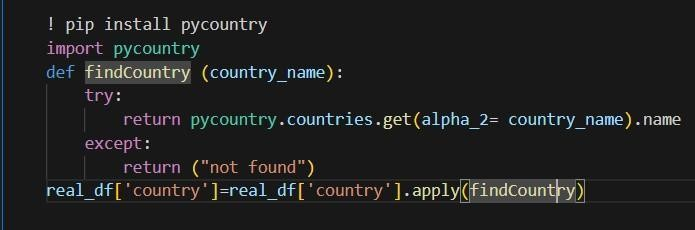 ! pip install pycountry
import pycountry
def findCountry (country_name):
    try:
        return pycountry.countries.get(alpha_2= country_name).name
    except:
        return ("not found")
real_df['country']=real_df['country'].apply(findCountry)